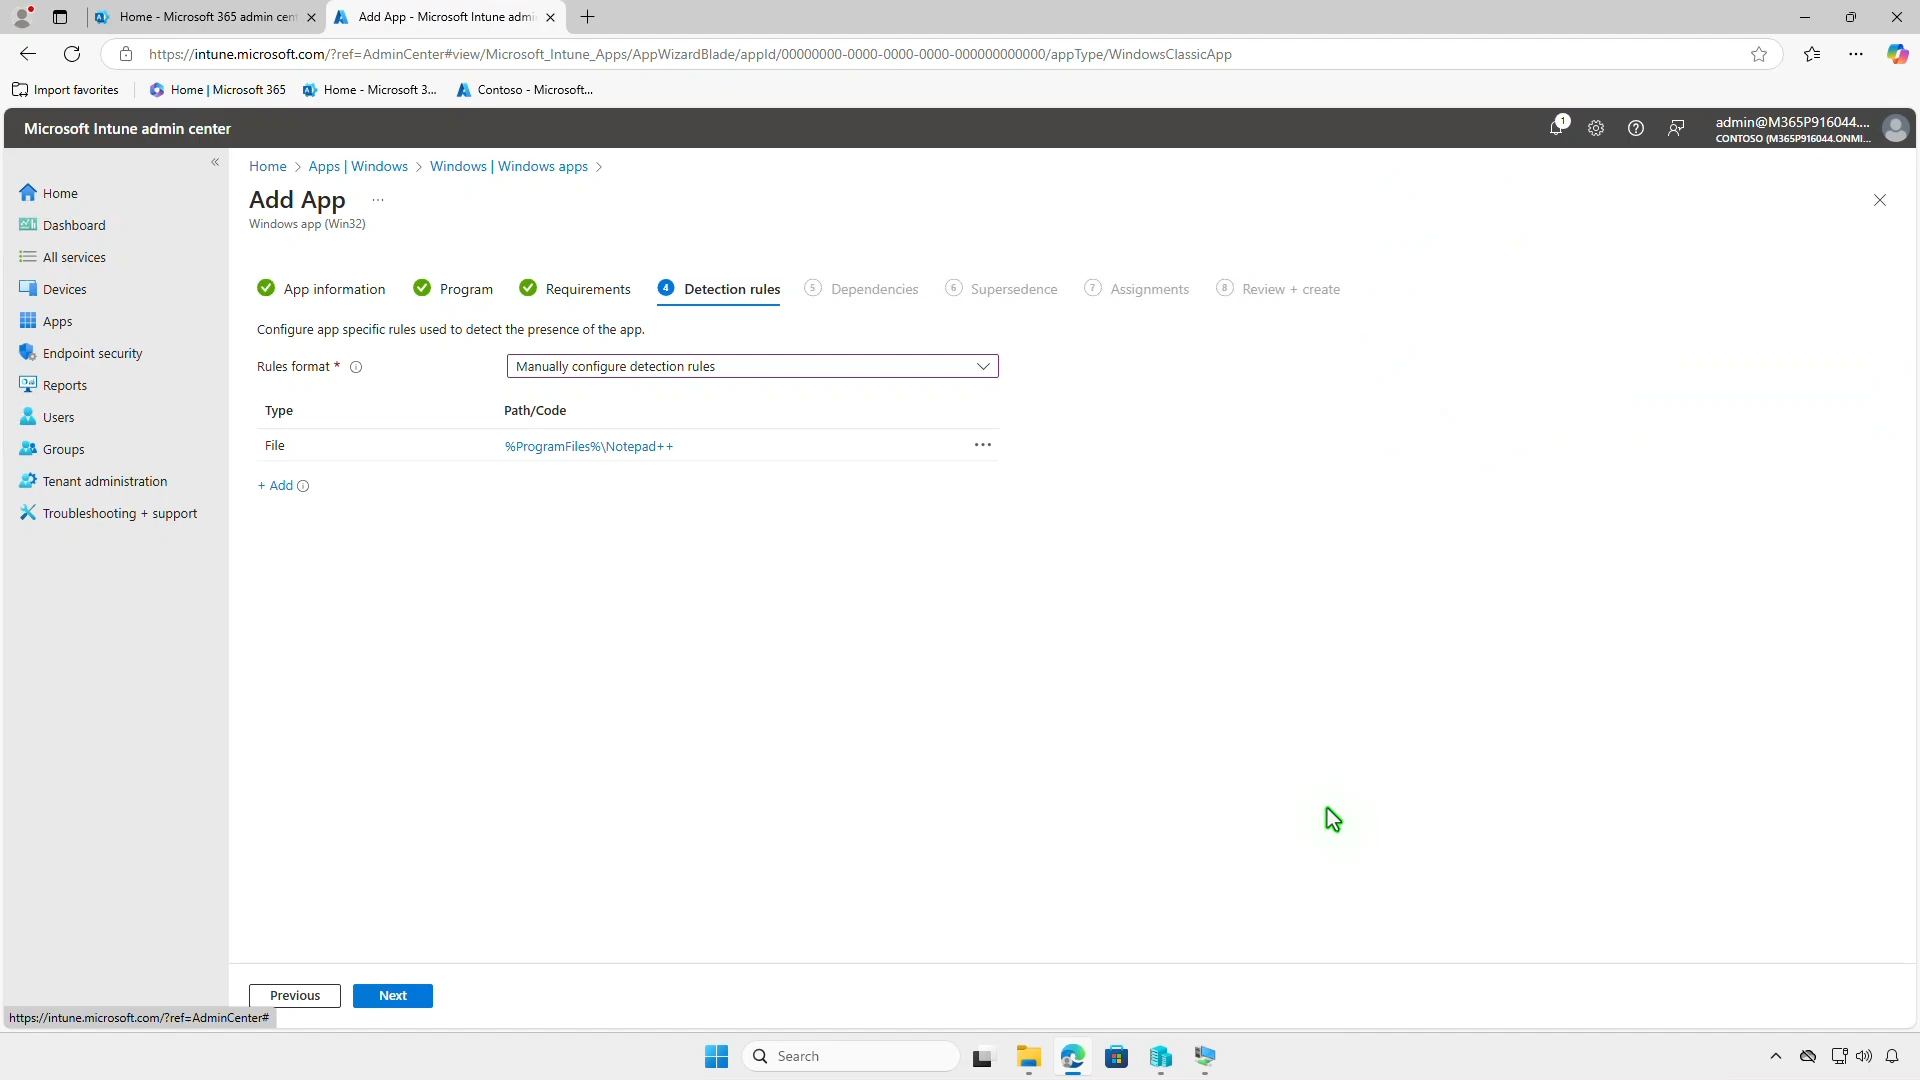 Home - Microsoft 365 admin cen
Add App - Microsoft Intune admi
https://intune.microsoft.com/?ref=AdminCenter#view/Microsoft_Intune_Apps/AppWizardBlade/appId/00000000-0000-0000-0000-000000000000/appType/WindowsClassicApp
Import favorites
Home | Microsoft 365
Home - Microsoft 3...
Contoso - Microsoft...
Microsoft Intune admin center
1
admin@M365P916044....
CONTOSO (M365P916044.ONMI...
Home
Dashboard
All services
Devices
Apps
Endpoint security
Reports
Users
Groups
Tenant administration
Troubleshooting + support
Home > Apps | Windows > Windows | Windows apps >
Add App ...
Windows app (Win32)
App information
Program
Requirements
4 Detection rules
5 Dependencies
6 Supersedence
7 Assignments
8 Review + create
Configure app specific rules used to detect the presence of the app.
Rules format *
Manually configure detection rules
Type Path/Code
File %ProgramFiles%\Notepad++ ...
+ Add
Previous
Next
https://intune.microsoft.com/?ref=AdminCenter#
Search